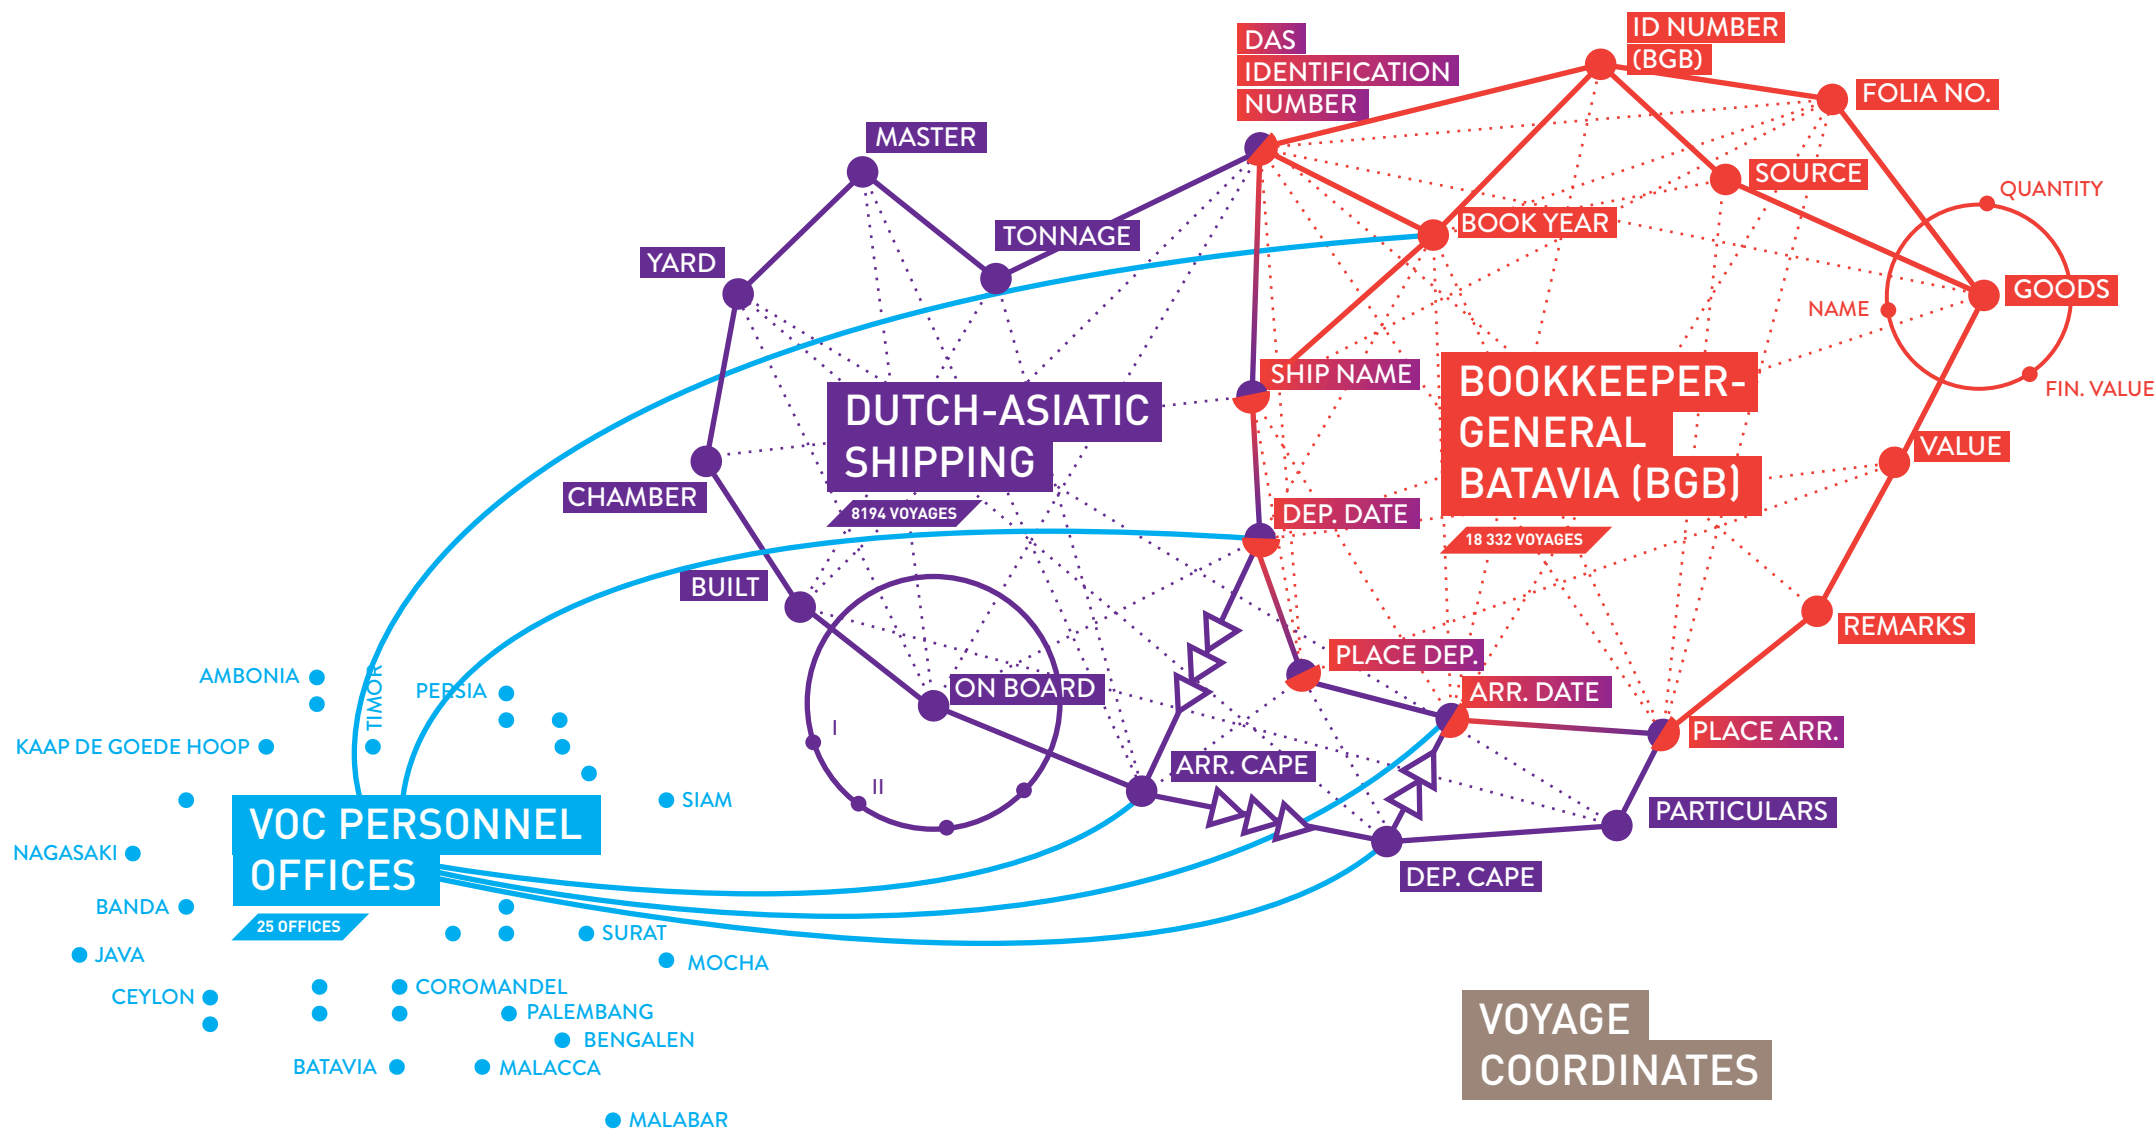 DAS
IDENTIFICATION
NUMBER
ID NUMBER
(BGB)
FOLIA NO.
MASTER
SOURCE
QUANTITY
TONNAGE
BOOK YEAR
YARD
GOODS
NAME
SHIP NAME
FIN. VALUE
DUTCH-ASIATIC
SHIPPING
8194 VOYAGES
BOOKKEEPER-
GENERAL
BATAVIA (BGB)
18 332 VOYAGES
VALUE
CHAMBER
DEP. DATE
BUILT
REMARKS
PLACE DEP.
ON BOARD
ARR. DATE
PLACE ARR.
I
II
ARR. CAPE
PARTICULARS
DEP. CAPE
AMBONIA
TIMOR
PERSIA
KAAP DE GOEDE HOOP
SIAM
VOC PERSONNEL
OFFICES
25 OFFICES
NAGASAKI
BANDA
SURAT
JAVA
MOCHA
CEYLON
COROMANDEL
PALEMBANG
BENGALEN
BATAVIA
MALACCA
MALABAR
VOYAGE
COORDINATES